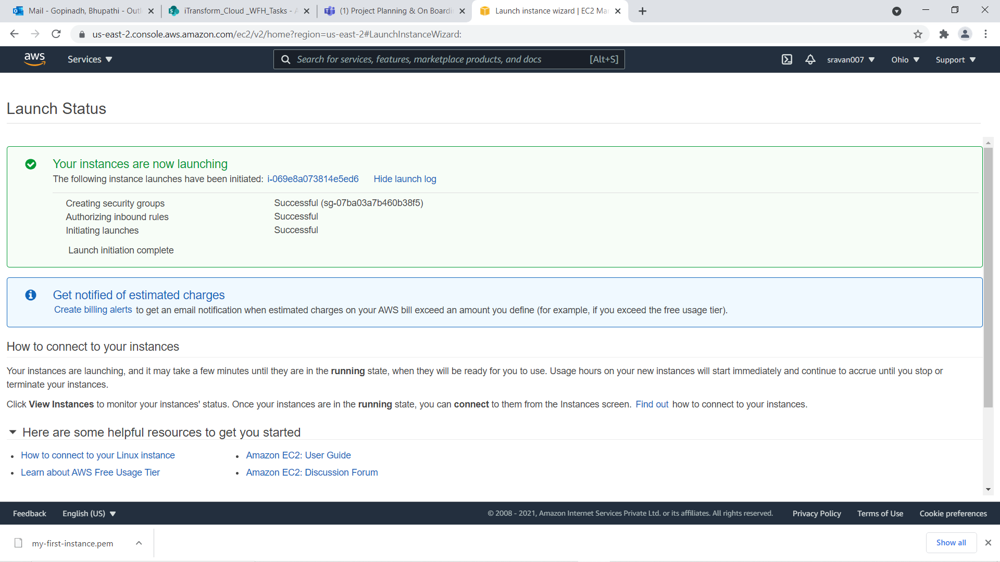 Mail - Gopinadh, Bhupathi - Outl
iTransform_Cloud _WFH_Tasks - A
(1) Project Planning & On Boardi
Launch instance wizard | EC2 Ma
us-east-2.console.aws.amazon.com/ec2/v2/home?region=us-east-2#LaunchInstanceWizard:
aws
Services
Search for services, features, marketplace products, and docs
[Alt+S]
sravan007
Ohio
Support
Launch Status
Your instances are now launching
The following instance launches have been initiated: i-069e8a073814e5ed6 Hide launch log
Creating security groups Successful (sg-07ba03a7b460b38f5)
Authorizing inbound rules Successful
Initiating launches Successful
Launch initiation complete
Get notified of estimated charges
Create billing alerts to get an email notification when estimated charges on your AWS bill exceed an amount you define (for example, if you exceed the free usage tier).
How to connect to your instances
Your instances are launching, and it may take a few minutes until they are in the running state, when they will be ready for you to use. Usage hours on your new instances will start immediately and continue to accrue until you stop or
terminate your instances.
Click View Instances to monitor your instances' status. Once your instances are in the running state, you can connect to them from the Instances screen. Find out how to connect to your instances.
Here are some helpful resources to get you started
• How to connect to your Linux instance
• Amazon EC2: User Guide
• Learn about AWS Free Usage Tier
• Amazon EC2: Discussion Forum
Feedback
English (US)
© 2008 - 2021, Amazon Internet Services Private Ltd. or its affiliates. All rights reserved.
Privacy Policy
Terms of Use
Cookie preferences
my-first-instance.pem
Show all